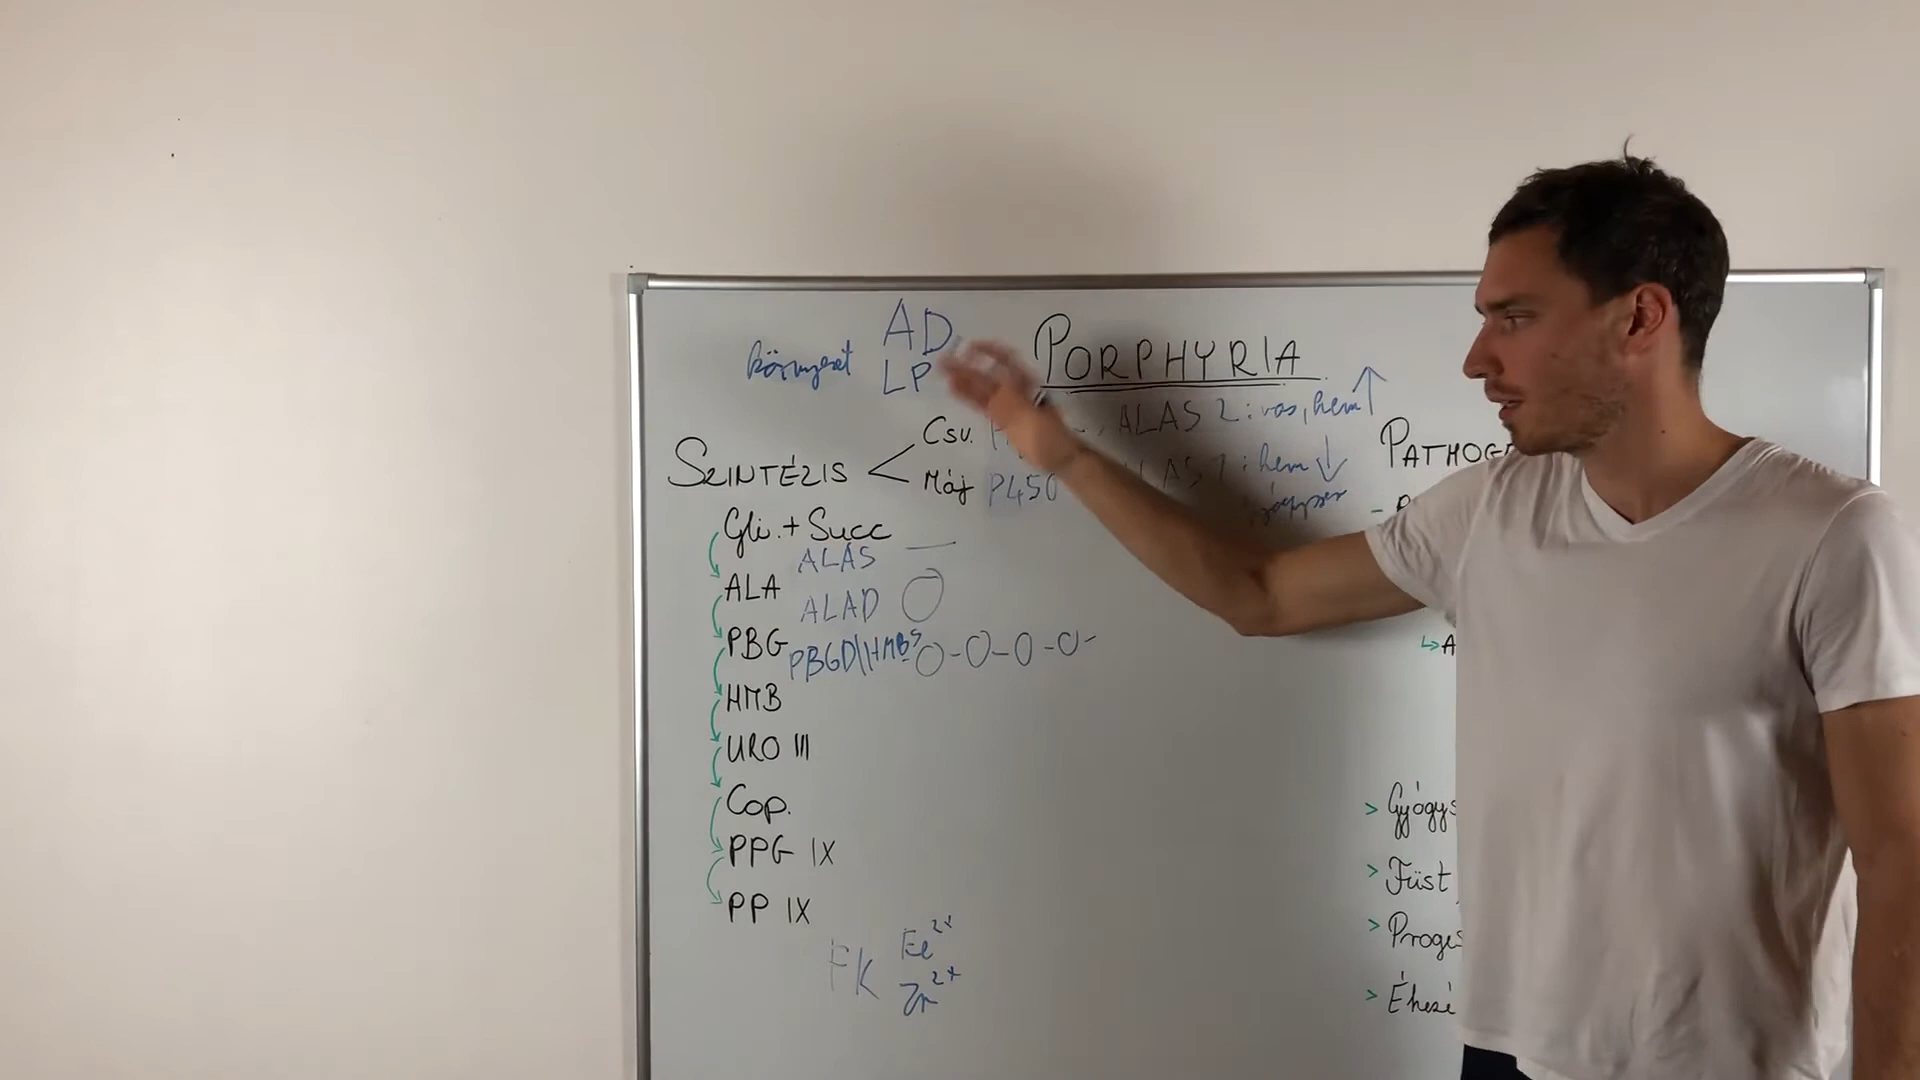 AD
környezet LP
PORPHYRIA
Csv. ALAS 2: vas, hem ↑
SZINTÉZIS < Máj P450 ALAS 1: hem ↓
PATHOGE
Gli. + Succ
ALAS —
ALA
ALAD
PBG PBGD\HMBS O-O-O-O-
HMB
URO III
Cop.
PPG IX
PP IX
FK Fe²⁺
Zn²⁺
↳ A
> Gyógys
> Füst
> Proges
> Éhezé